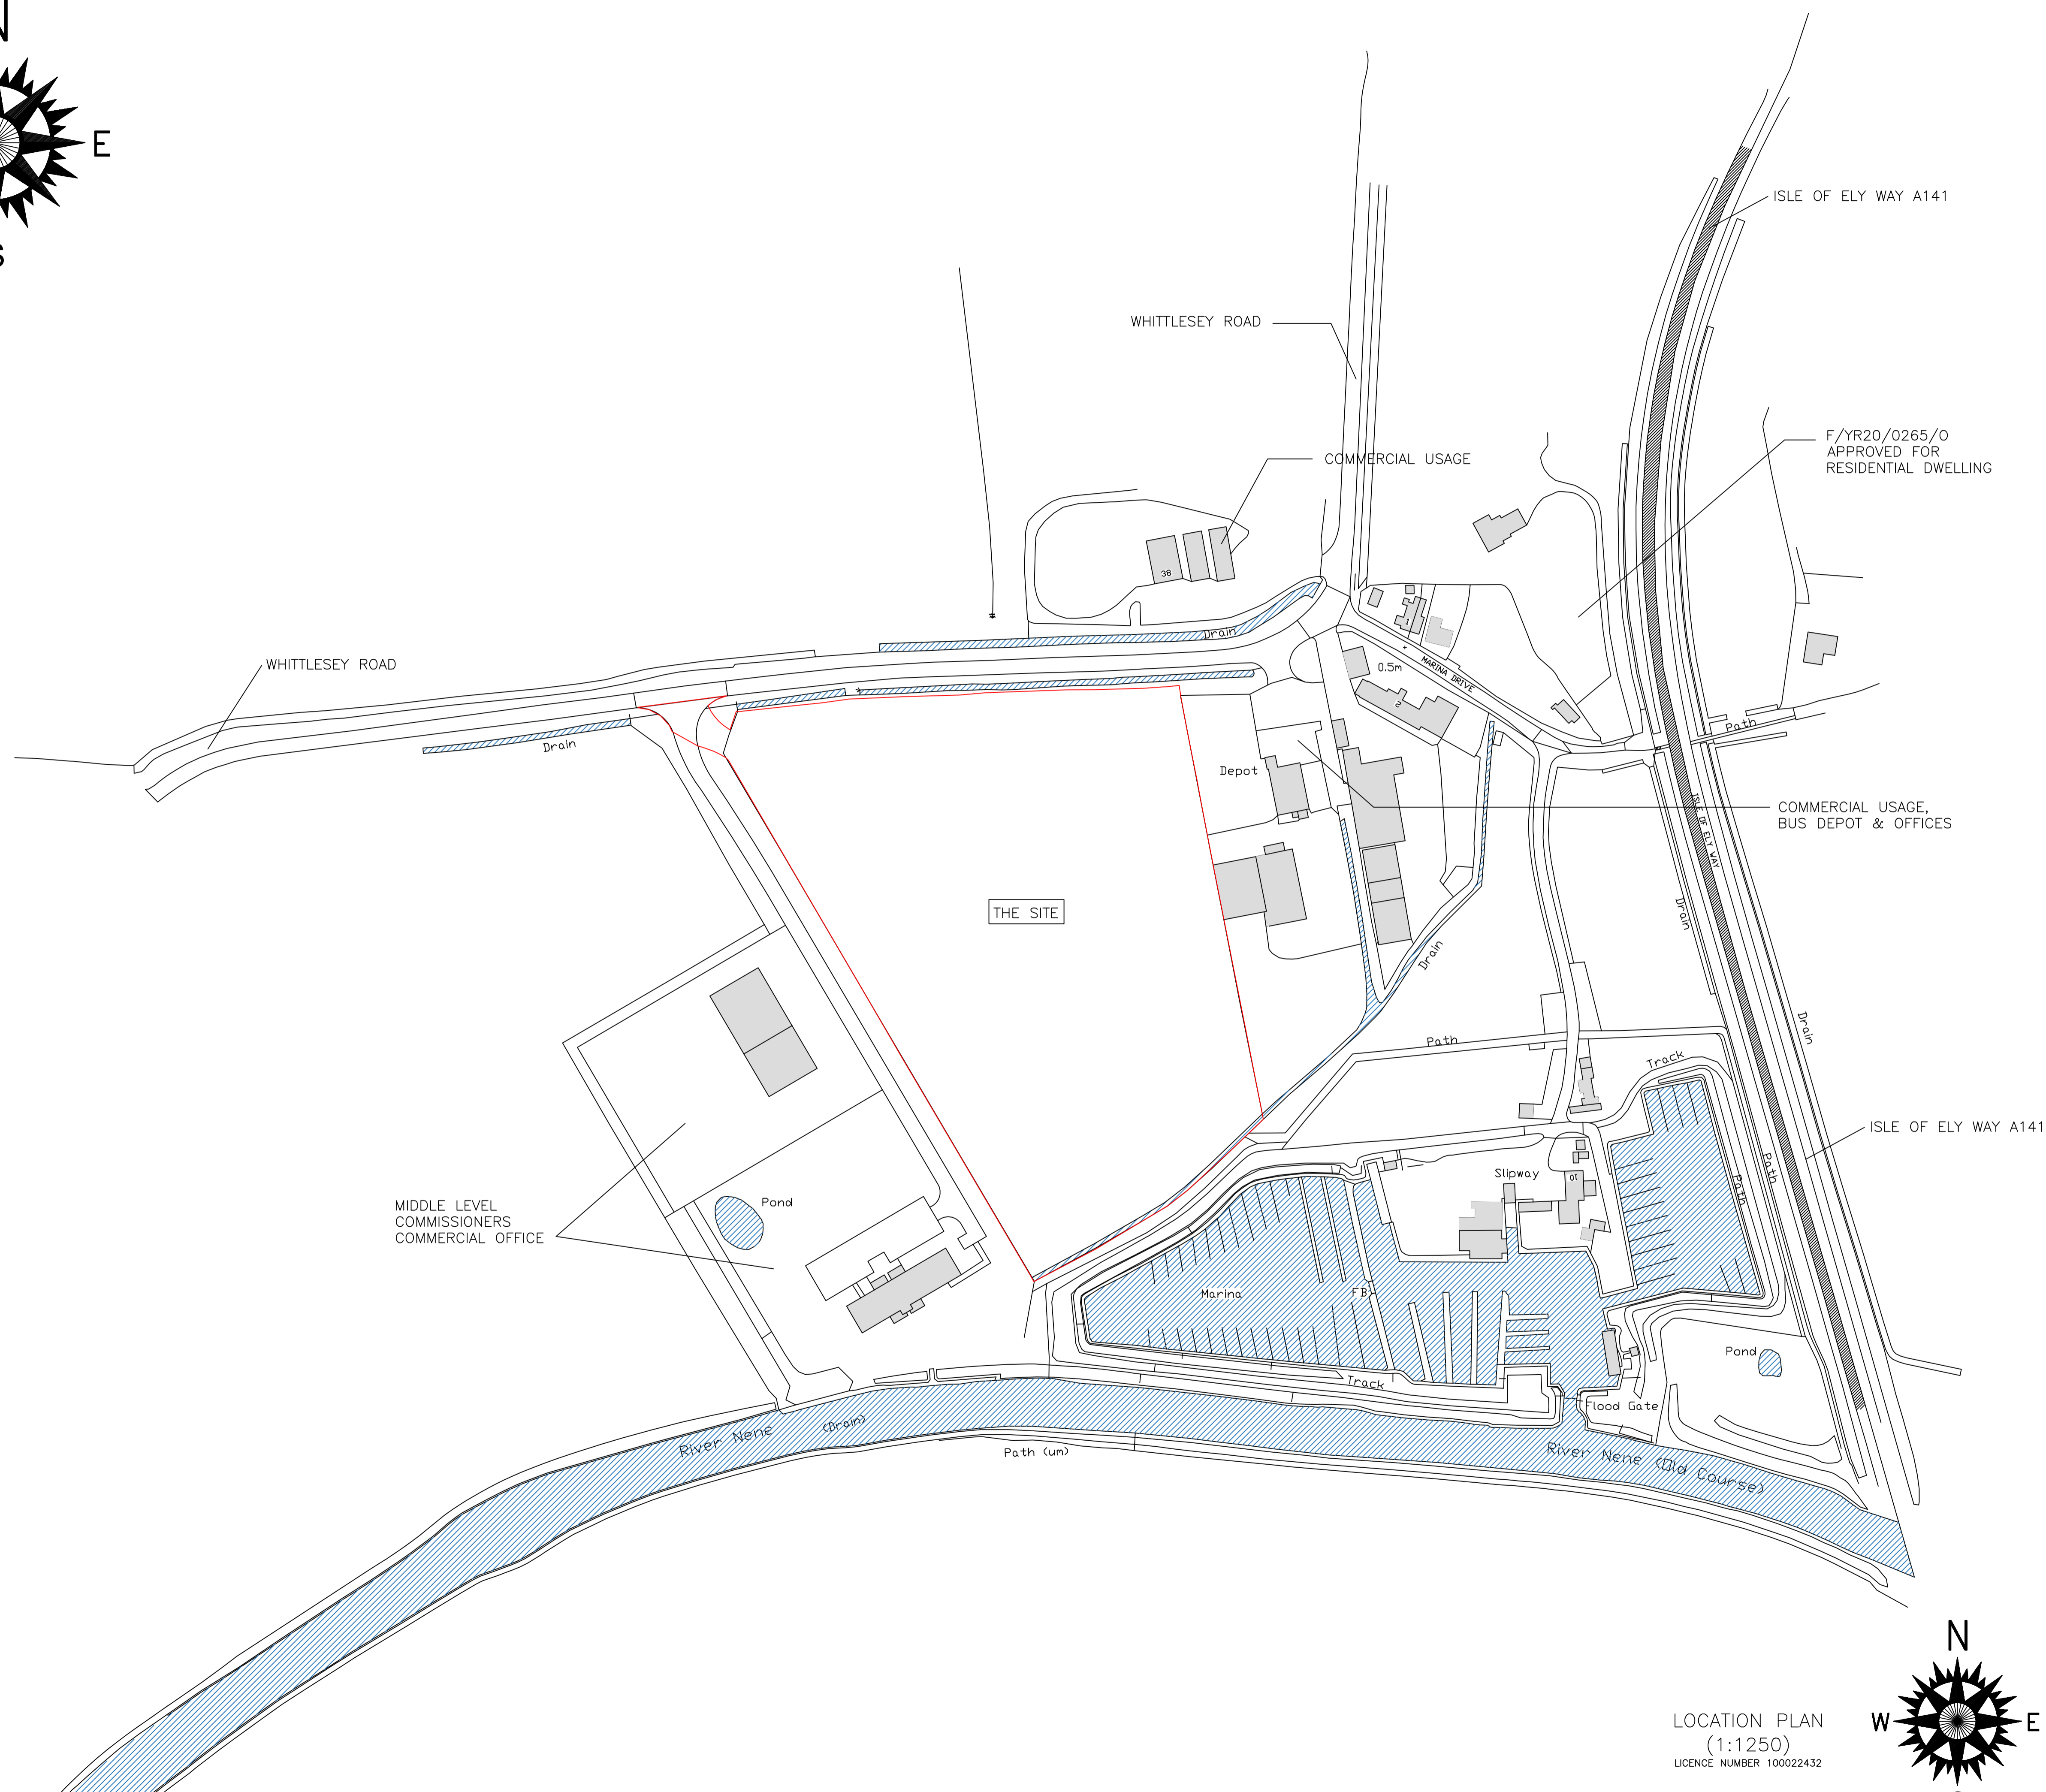 N
E
S
ISLE OF ELY WAY A141
WHITTLESEY ROAD
F/YR20/0265/O
APPROVED FOR
RESIDENTIAL DWELLING
COMMERCIAL USAGE
38
1
Drain
MARINA DRIVE
0.5m
2
WHITTLESEY ROAD
Drain
Path
Depot
COMMERCIAL USAGE,
BUS DEPOT & OFFICES
ISLE OF ELY WAY
THE SITE
Drain
Drain
Drain
Path
Track
ISLE OF ELY WAY A141
Path
Path
Slipway
10
MIDDLE LEVEL
COMMISSIONERS
COMMERCIAL OFFICE
Pond
Marina
FB
Pond
Track
Flood Gate
River Nene
(Drain)
Path (um)
River Nene (Old Course)
N
LOCATION PLAN
(1:1250)
LICENCE NUMBER 100022432
W
E